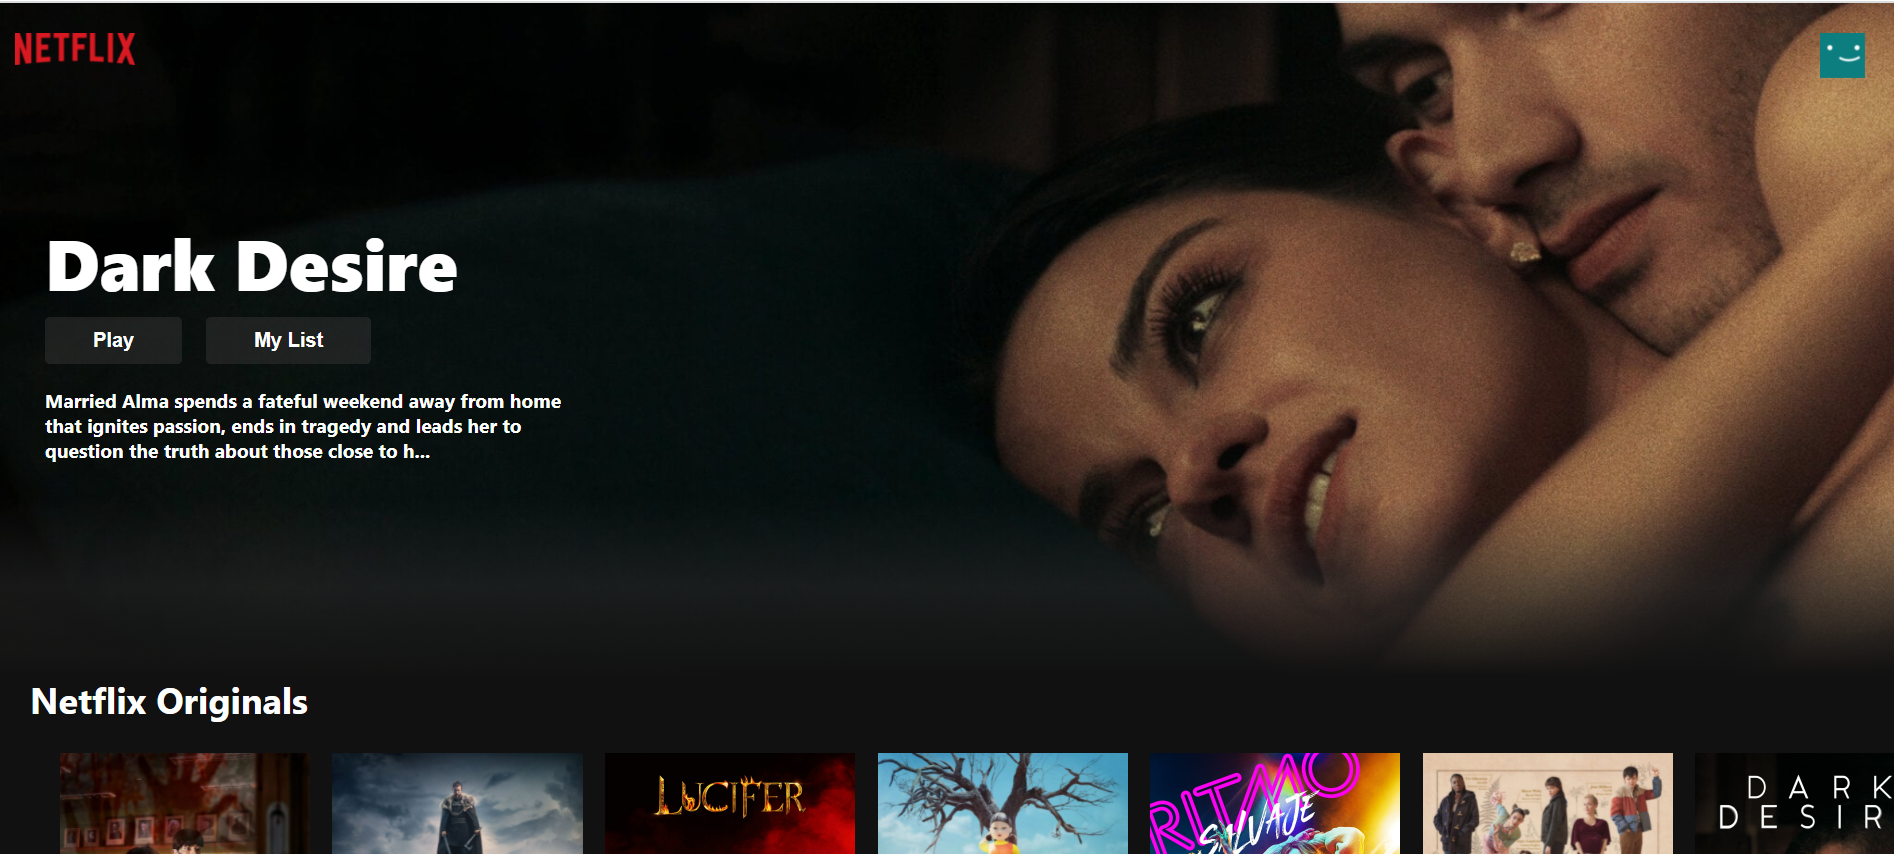 NETFLIX
Dark Desire
Play
My List
Married Alma spends a fateful weekend away from home
that ignites passion, ends in tragedy and leads her to
question the truth about those close to h...
Netflix Originals
LUCIFER
RITMO
SALVAJE
DARK
DESIR